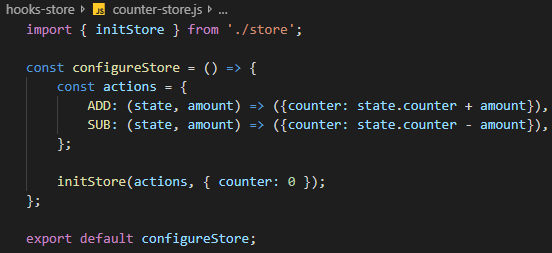 hooks-store > JS counter-store.js > ...
import { initStore } from './store';
const configureStore = () => {
    const actions = {
        ADD: (state, amount) => ({counter: state.counter + amount}),
        SUB: (state, amount) => ({counter: state.counter - amount}),
    };
    initStore(actions, { counter: 0 });
};
export default configureStore;